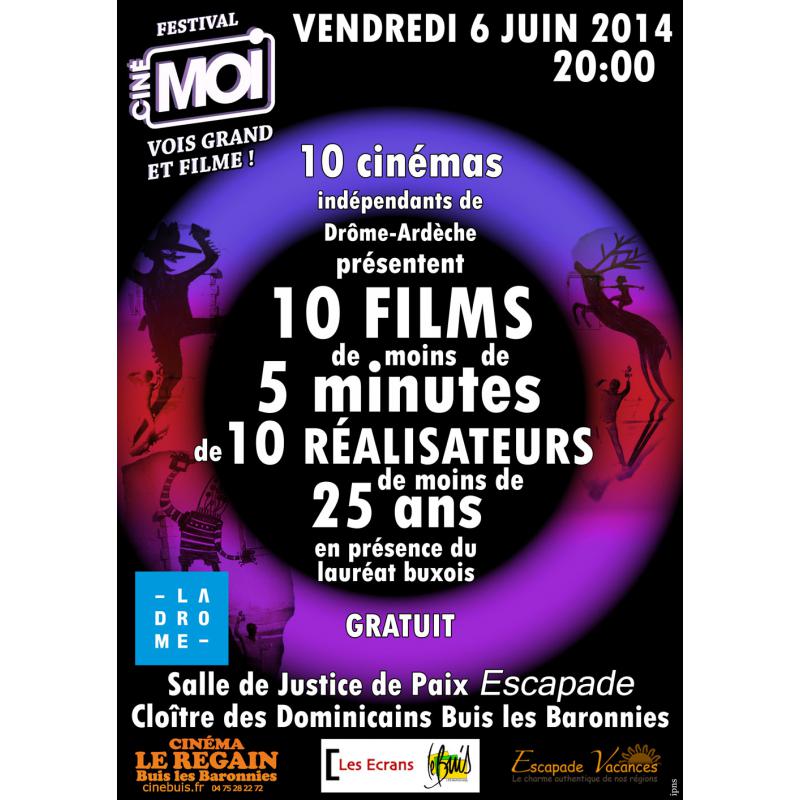 FESTIVAL
CINÉ
MOI
VOIS GRAND
ET FILME !
VENDREDI 6 JUIN 2014
20:00
10 cinémas
indépendants de
Drôme-Ardèche
présentent
10 FILMS
de moins de
5 minutes
de 10 RÉALISATEURS
de moins de
25 ans
en présence du
lauréat buxois
GRATUIT
- L A
D R O
M E -
Salle de Justice de Paix Escapade
Cloître des Dominicains Buis les Baronnies
CINÉMA
LE REGAIN
Buis les Baronnies
cinebuis.fr 04 75 28 22 72
Les Ecrans
le Buis
Escapade Vacances
Le charme authentique de nos régions
ipns